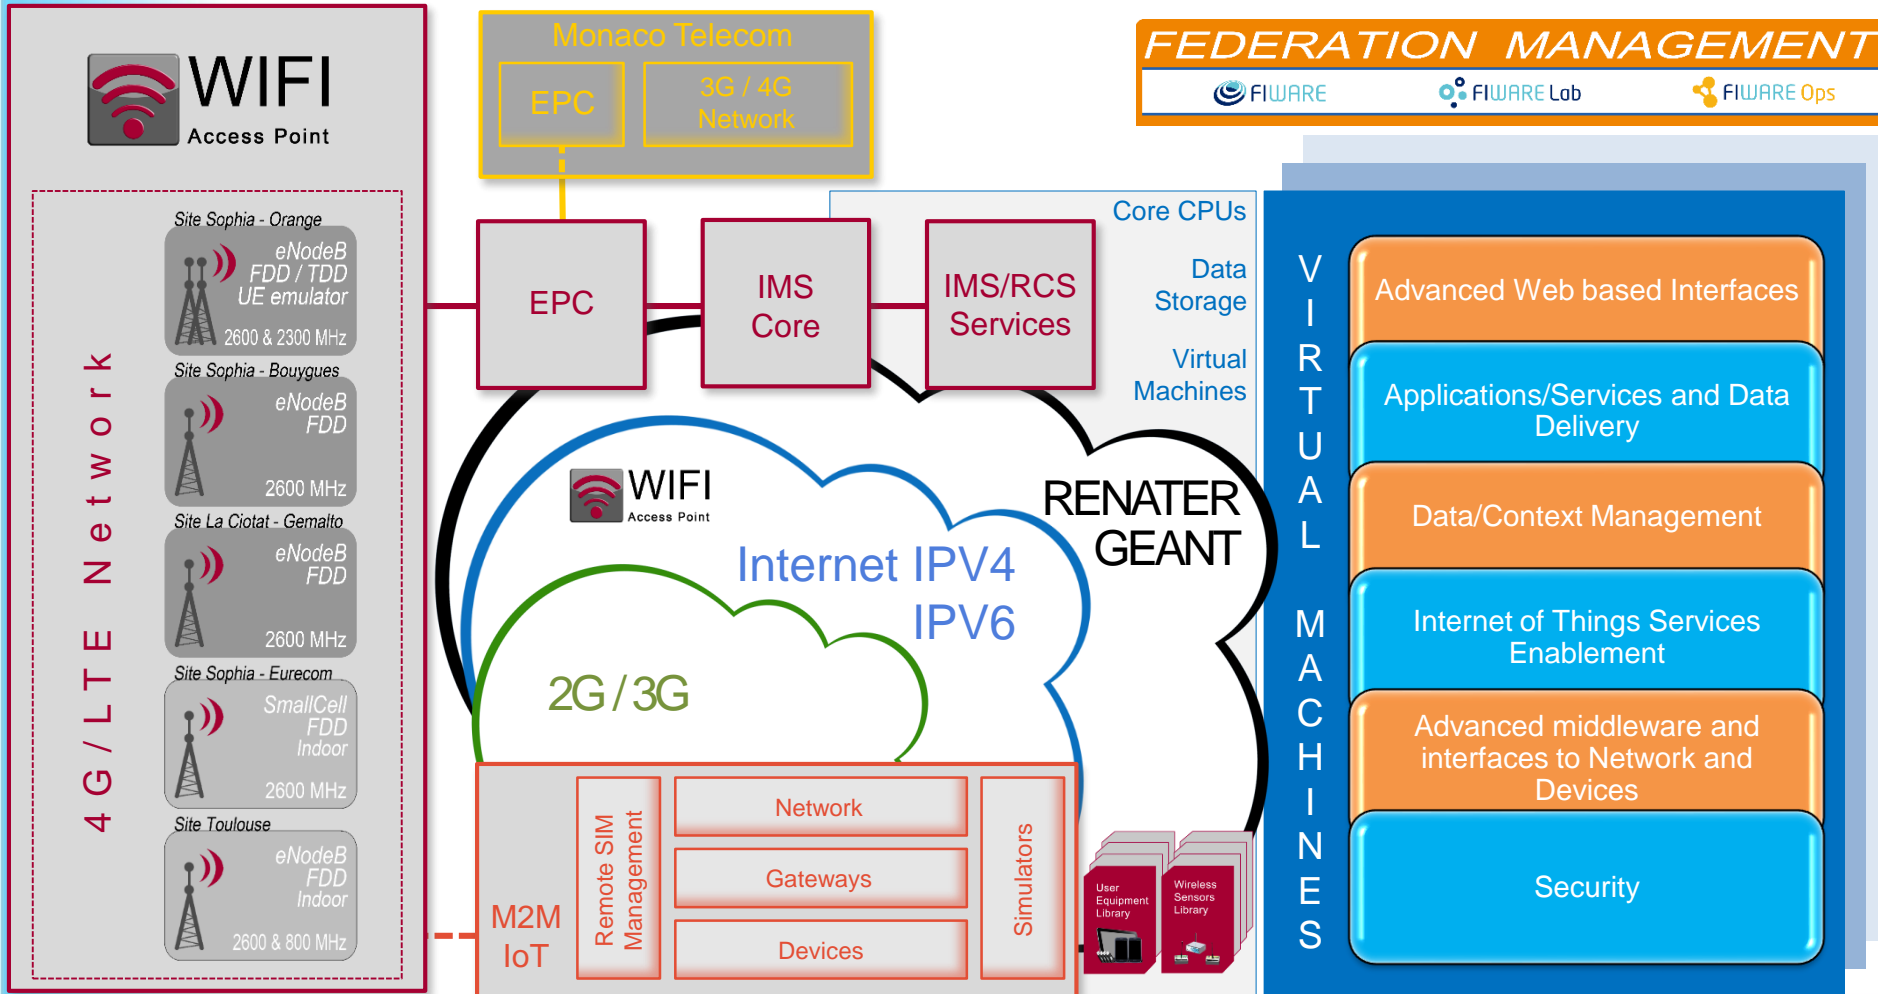 WIFI
Access Point
4G/LTE Network
Site Sophia - Orange
eNodeB
FDD / TDD
UE emulator
2600 & 2300 MHz
Site Sophia - Bouygues
eNodeB
FDD
2600 MHz
Site La Ciotat - Gemalto
eNodeB
FDD
2600 MHz
Site Sophia - Eurecom
SmallCell
FDD
Indoor
2600 MHz
Site Toulouse
eNodeB
FDD
Indoor
2600 & 800 MHz
Monaco Telecom
EPC
3G / 4G
Network
FEDERATION MANAGEMENT
FIWARE
FIWARE Lab
FIWARE Ops
EPC
IMS
Core
IMS/RCS
Services
Core CPUs
Data
Storage
Virtual
Machines
WIFI
Access Point
RENATER
GEANT
Internet IPV4
IPV6
2G / 3G
M2M
IoT
Remote SIM
Management
Network
Gateways
Devices
Simulators
User
Equipment
Library
Wireless
Sensors
Library
VIRTUAL MACHINES
Advanced Web based Interfaces
Applications/Services and Data
Delivery
Data/Context Management
Internet of Things Services
Enablement
Advanced middleware and
interfaces to Network and
Devices
Security